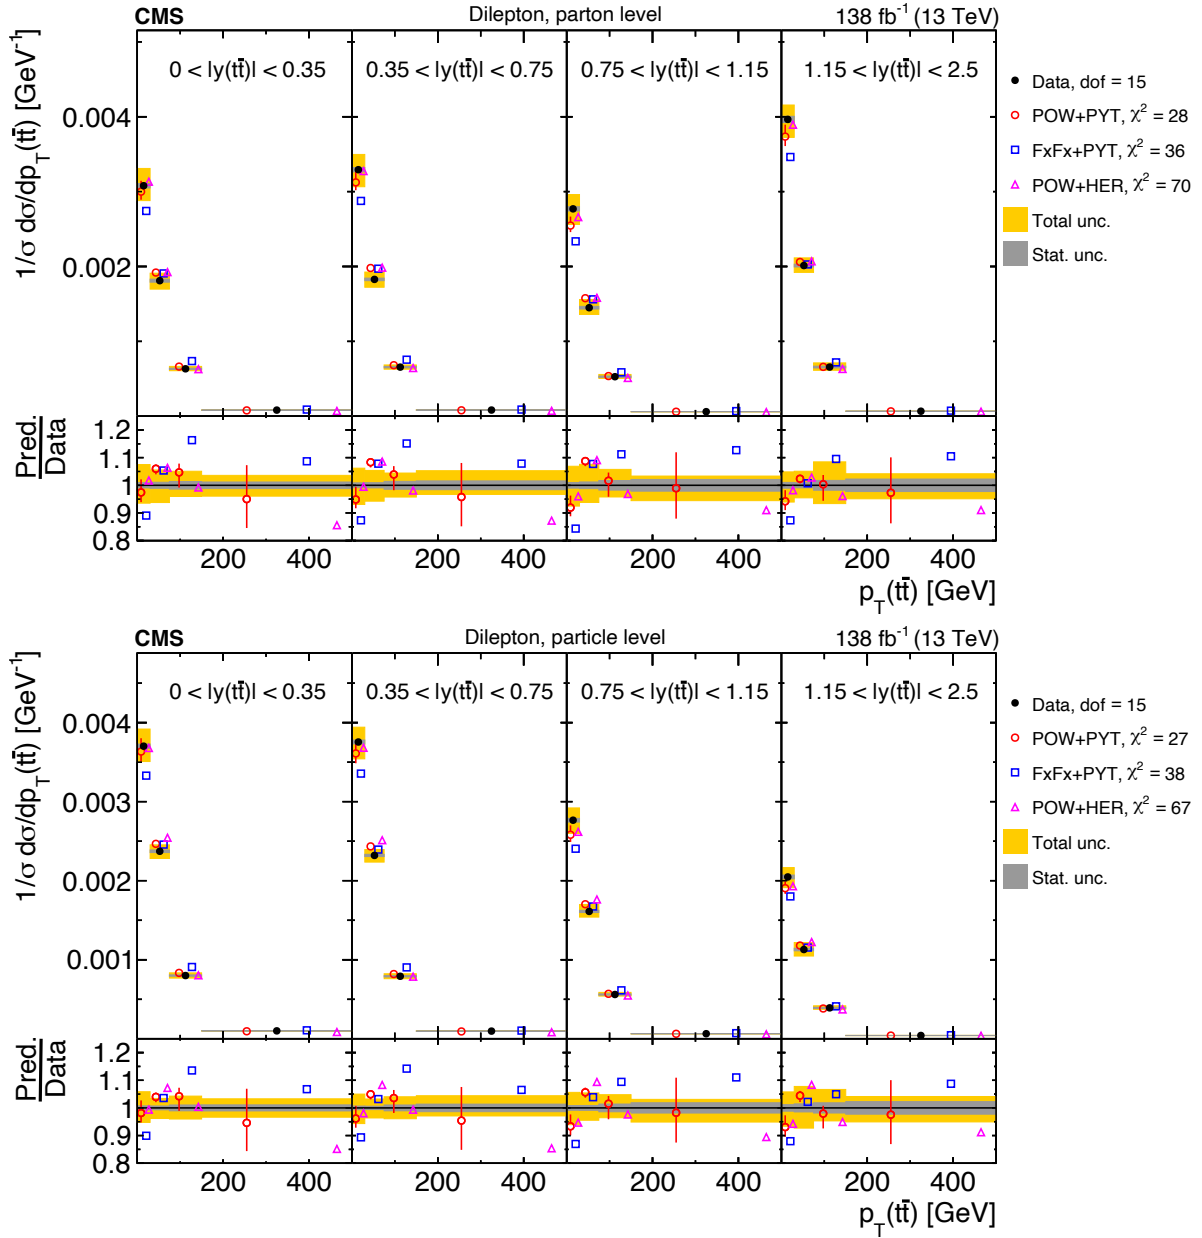 CMS Dilepton, parton level 138 fb⁻¹ (13 TeV)
1/σ dσ/dp_T(tt̄) [GeV⁻¹]
0 < |y(tt̄)| < 0.35 0.35 < |y(tt̄)| < 0.75 0.75 < |y(tt̄)| < 1.15 1.15 < |y(tt̄)| < 2.5
0.004
0.002
Data, dof = 15
POW+PYT, χ² = 28
FxFx+PYT, χ² = 36
POW+HER, χ² = 70
Total unc.
Stat. unc.
Pred.
Data
1.2
1.1
1
0.9
0.8
200 400 200 400 200 400 200 400
p_T(tt̄) [GeV]
CMS Dilepton, particle level 138 fb⁻¹ (13 TeV)
1/σ dσ/dp_T(tt̄) [GeV⁻¹]
0 < |y(tt̄)| < 0.35 0.35 < |y(tt̄)| < 0.75 0.75 < |y(tt̄)| < 1.15 1.15 < |y(tt̄)| < 2.5
0.004
0.003
0.002
0.001
Data, dof = 15
POW+PYT, χ² = 27
FxFx+PYT, χ² = 38
POW+HER, χ² = 67
Total unc.
Stat. unc.
Pred.
Data
1.2
1.1
1
0.9
0.8
200 400 200 400 200 400 200 400
p_T(tt̄) [GeV]